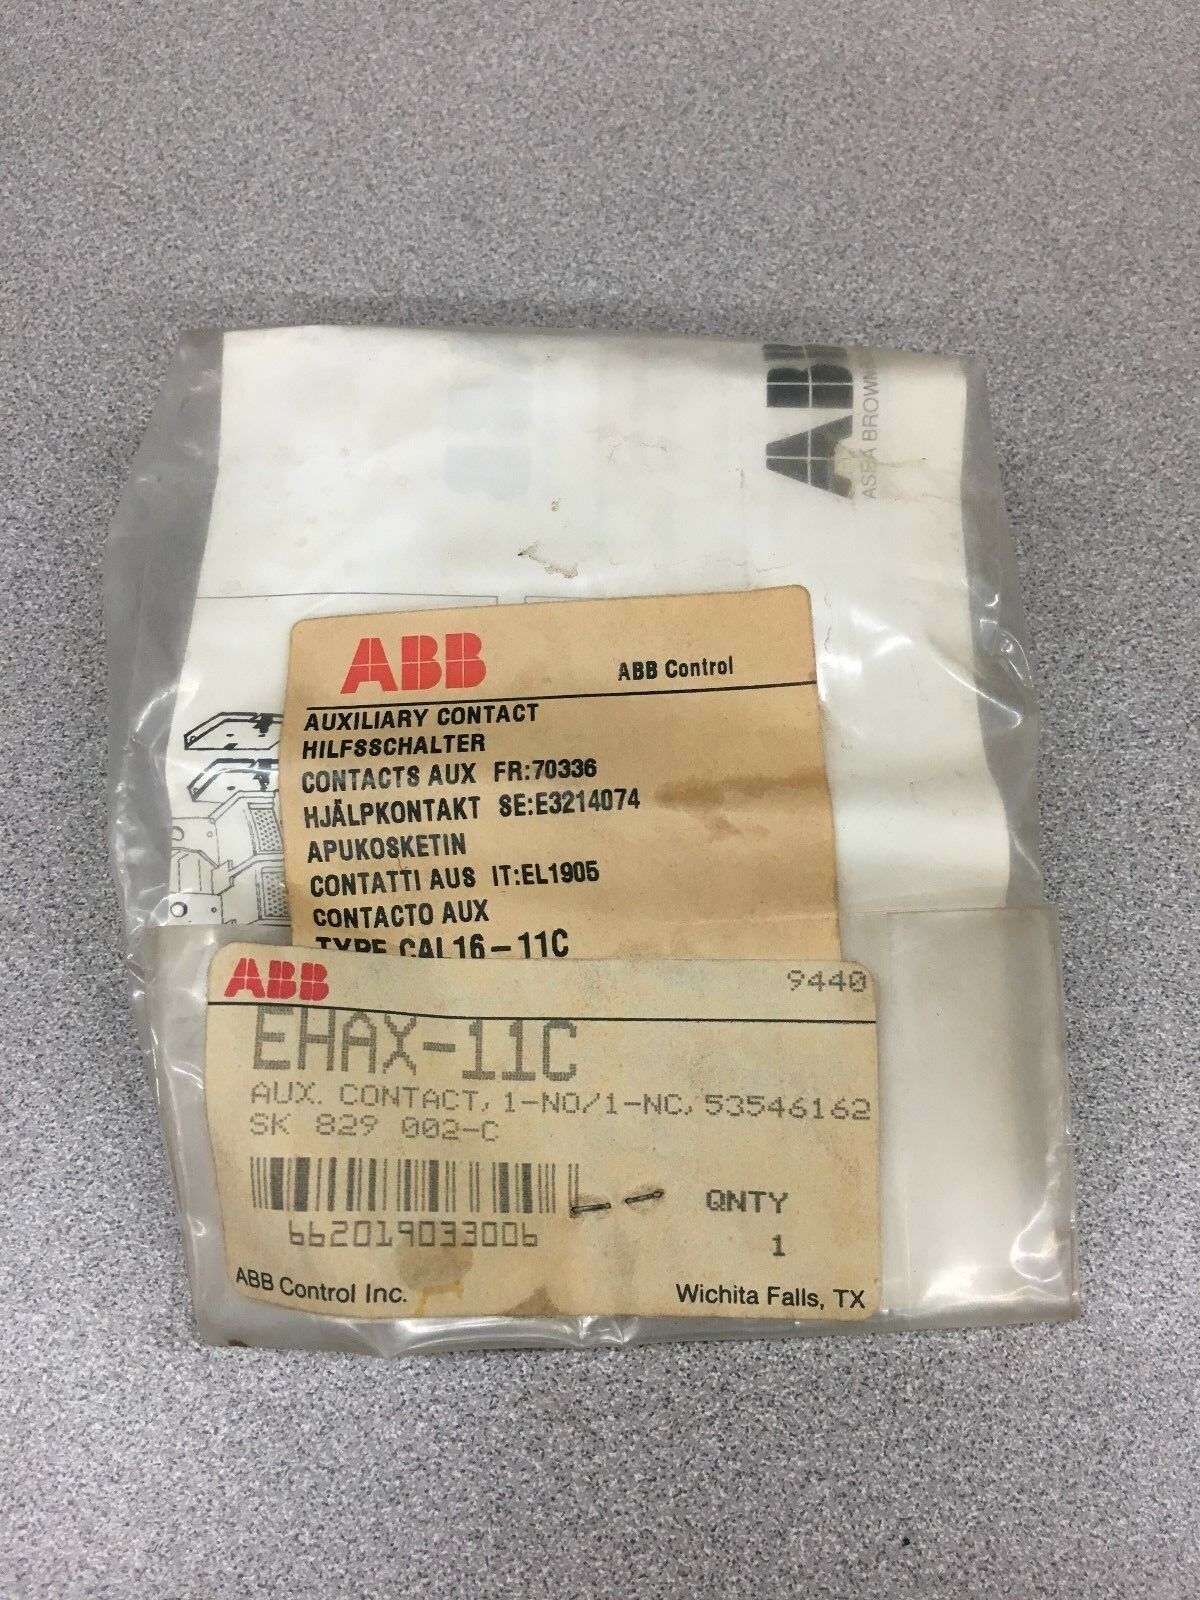 ABB
ASEA BROWN
ABB
ABB Control
AUXILIARY CONTACT
HILFSSCHALTER
CONTACTS AUX FR:70336
HJÄLPKONTAKT SE:E3214074
APUKOSKETIN
CONTATTI AUS IT:EL1905
CONTACTO AUX
TYPE CAL16-11C
ABB
9440
EHAX-11C
AUX. CONTACT, 1-NO/1-NC, 53546162
SK 829 002-C
662019033006
QNTY
1
ABB Control Inc.
Wichita Falls, TX